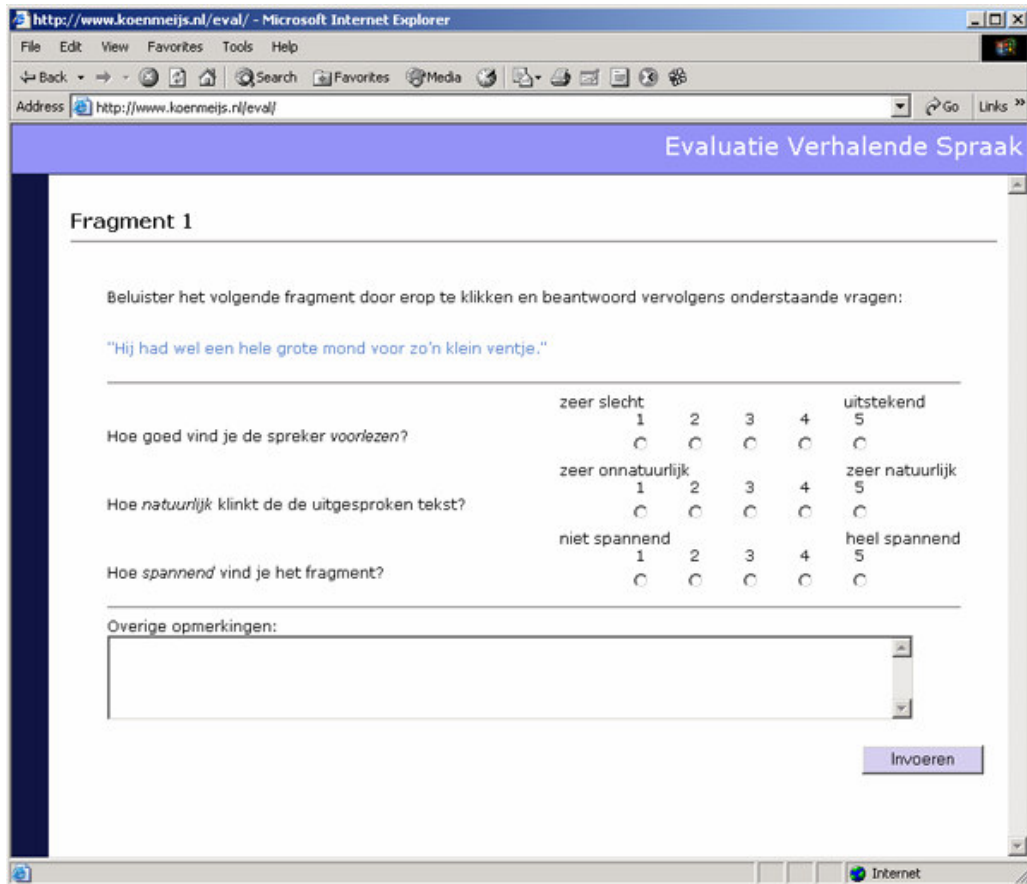 http://www.koenmeijs.nl/eval/ - Microsoft Internet Explorer
File Edit View Favorites Tools Help
Back Search Favorites Media
Address http://www.koenmeijs.nl/eval/ Go Links »
Evaluatie Verhalende Spraak
Fragment 1
Beluister het volgende fragment door erop te klikken en beantwoord vervolgens onderstaande vragen:
"Hij had wel een hele grote mond voor zo'n klein ventje."
zeer slecht uitstekend
1 2 3 4 5
Hoe goed vind je de spreker voorlezen?
zeer onnatuurlijk zeer natuurlijk
1 2 3 4 5
Hoe natuurlijk klinkt de de uitgesproken tekst?
niet spannend heel spannend
1 2 3 4 5
Hoe spannend vind je het fragment?
Overige opmerkingen:
Invoeren
Internet